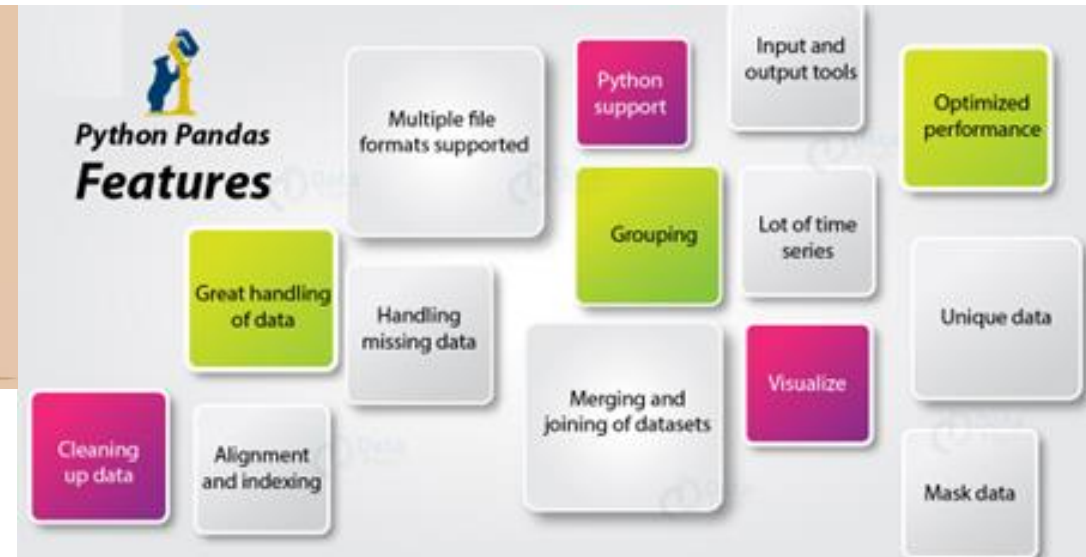 Python Pandas
Features
Multiple file
formats supported
Python
support
Input and
output tools
Optimized
performance
Great handling
of data
Handling
missing data
Grouping
Lot of time
series
Unique data
Cleaning
up data
Alignment
and indexing
Merging and
joining of datasets
Visualize
Mask data